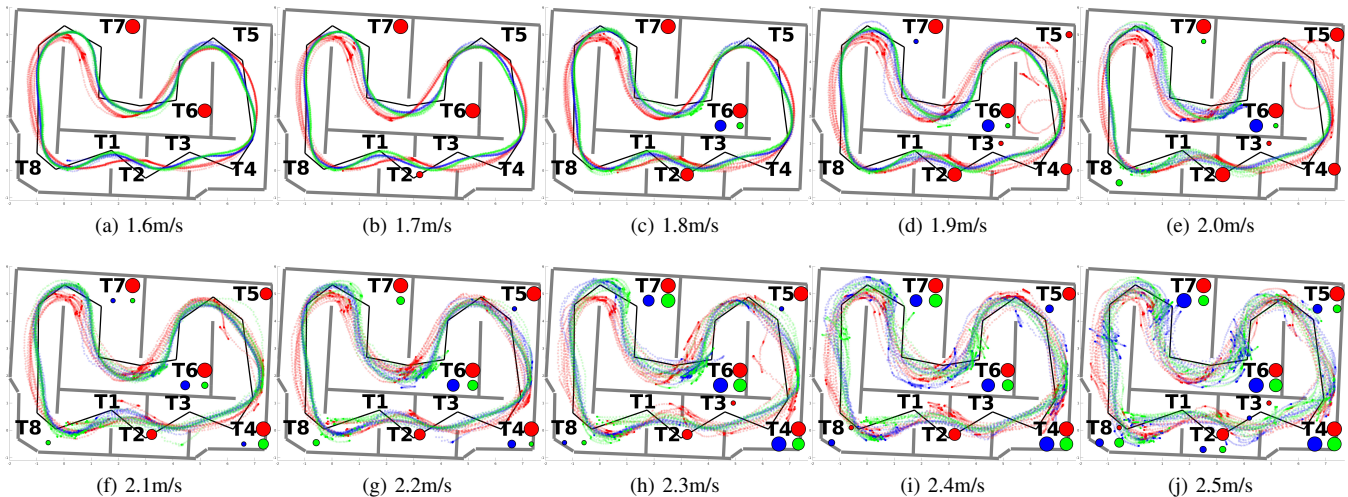 T7 T5 T6 T1 T3 T8 T2 T4
(a) 1.6m/s
T7 T5 T6 T1 T3 T8 T2 T4
(b) 1.7m/s
T7 T5 T6 T1 T3 T8 T2 T4
(c) 1.8m/s
T7 T5 T6 T1 T3 T8 T2 T4
(d) 1.9m/s
T7 T5 T6 T1 T3 T8 T2 T4
(e) 2.0m/s
T7 T5 T6 T1 T3 T8 T2 T4
(f) 2.1m/s
T7 T5 T6 T1 T3 T8 T2 T4
(g) 2.2m/s
T7 T5 T6 T1 T3 T8 T2 T4
(h) 2.3m/s
T7 T5 T6 T1 T3 T8 T2 T4
(i) 2.4m/s
T7 T5 T6 T1 T3 T8 T2 T4
(j) 2.5m/s